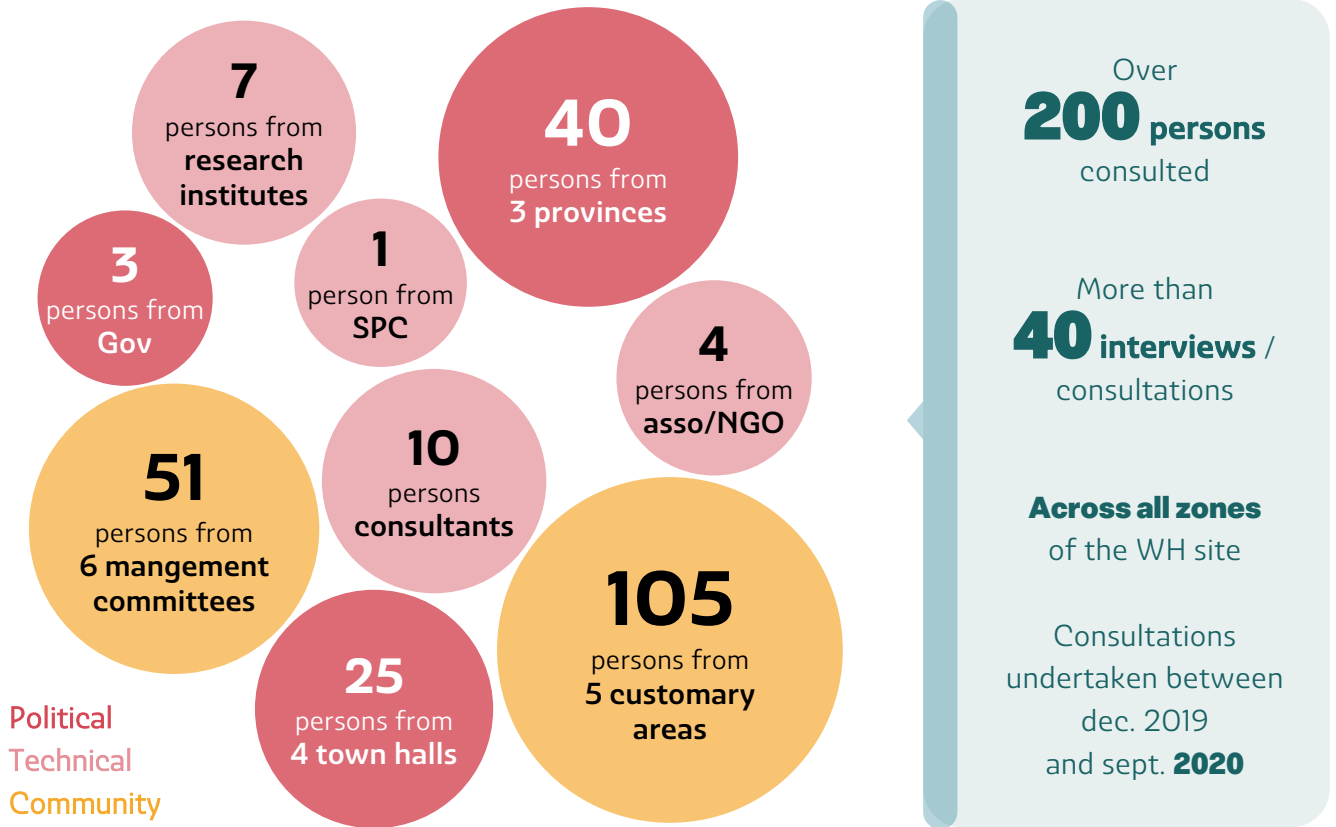 7
persons from
research
institutes
40
persons from
3 provinces
3
persons from
Gov
1
person from
SPC
4
persons from
asso/NGO
51
persons from
6 mangement
committees
10
persons
consultants
105
persons from
5 customary
areas
25
persons from
4 town halls
Political
Technical
Community
Over
200 persons
consulted
More than
40 interviews /
consultations
Across all zones
of the WH site
Consultations
undertaken between
dec. 2019
and sept. 2020